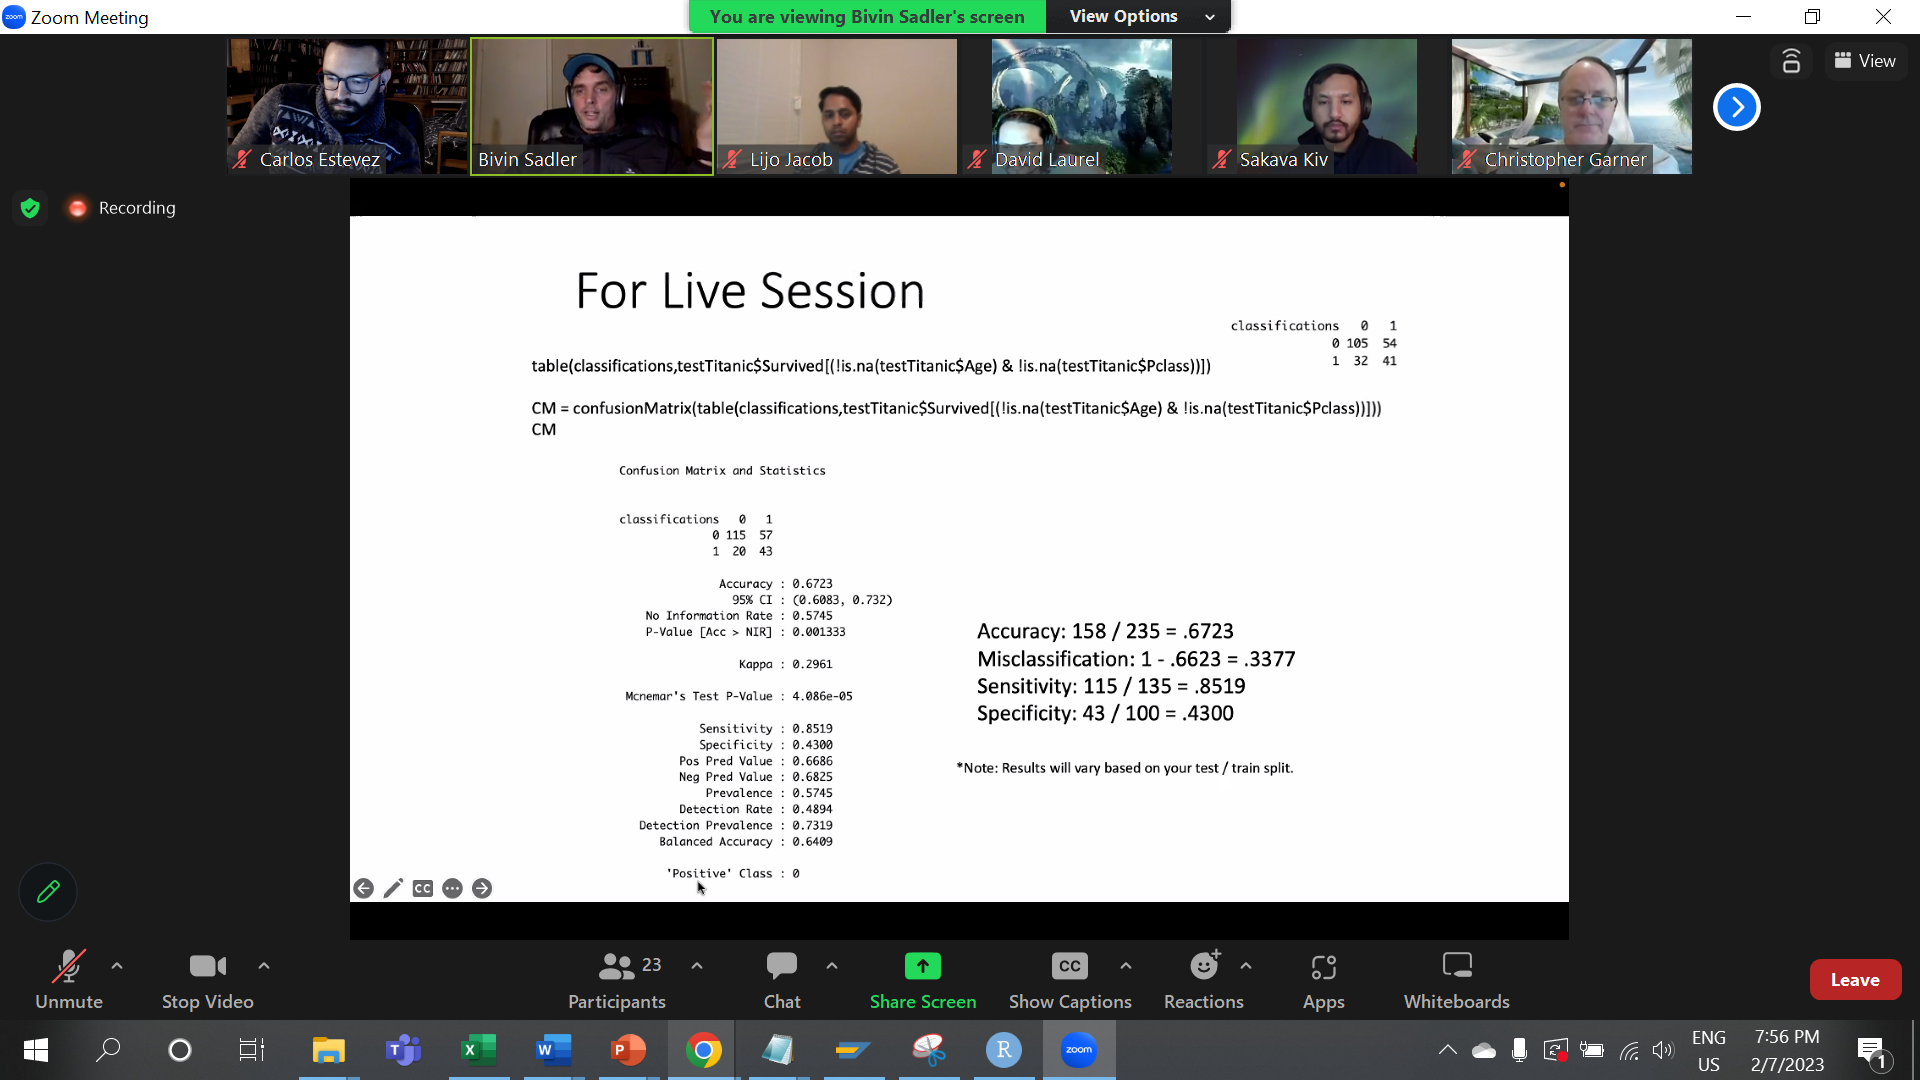 zoom
Zoom Meeting
You are viewing Bivin Sadler's screen
View Options
Carlos Estevez
Bivin Sadler
Lijo Jacob
David Laurel
Sakava Kiv
Christopher Garner
View
Recording
For Live Session
classifications 0 1
0 105 54
1 32 41
table(classifications,testTitanic$Survived[(!is.na(testTitanic$Age) & !is.na(testTitanic$Pclass))])
CM = confusionMatrix(table(classifications,testTitanic$Survived[(!is.na(testTitanic$Age) & !is.na(testTitanic$Pclass))]))
CM
Confusion Matrix and Statistics
classifications 0 1
0 115 57
1 20 43
Accuracy : 0.6723
95% CI : (0.6083, 0.732)
No Information Rate : 0.5745
P-Value [Acc > NIR] : 0.001333
Kappa : 0.2961
Mcnemar's Test P-Value : 4.086e-05
Sensitivity : 0.8519
Specificity : 0.4300
Pos Pred Value : 0.6686
Neg Pred Value : 0.6825
Prevalence : 0.5745
Detection Rate : 0.4894
Detection Prevalence : 0.7319
Balanced Accuracy : 0.6409
'Positive' Class : 0
Accuracy: 158 / 235 = .6723
Misclassification: 1 - .6623 = .3377
Sensitivity: 115 / 135 = .8519
Specificity: 43 / 100 = .4300
*Note: Results will vary based on your test / train split.
CC
Unmute
Stop Video
23
Participants
Chat
Share Screen
CC
Show Captions
Reactions
Apps
Whiteboards
Leave
T
X
W
P
R
zoom
ENG
US
7:56 PM
2/7/2023
1